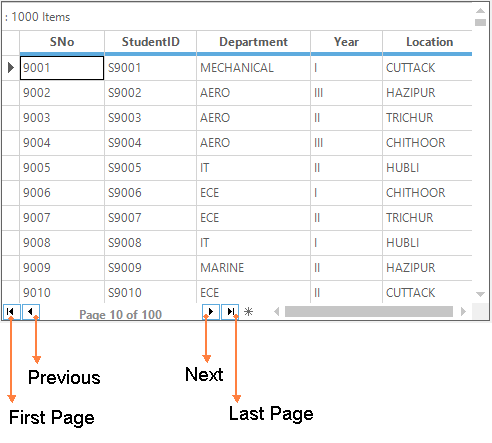 : 1000 Items
SNo StudentID Department Year Location
9001 S9001 MECHANICAL I CUTTACK
9002 S9002 AERO III HAZIPUR
9003 S9003 AERO II TRICHUR
9004 S9004 AERO III CHITHOOR
9005 S9005 IT II HUBLI
9006 S9006 ECE I CHITHOOR
9007 S9007 ECE II TRICHUR
9008 S9008 IT I HUBLI
9009 S9009 MARINE II HAZIPUR
9010 S9010 ECE II CUTTACK
Page 10 of 100
Previous Next
First Page Last Page